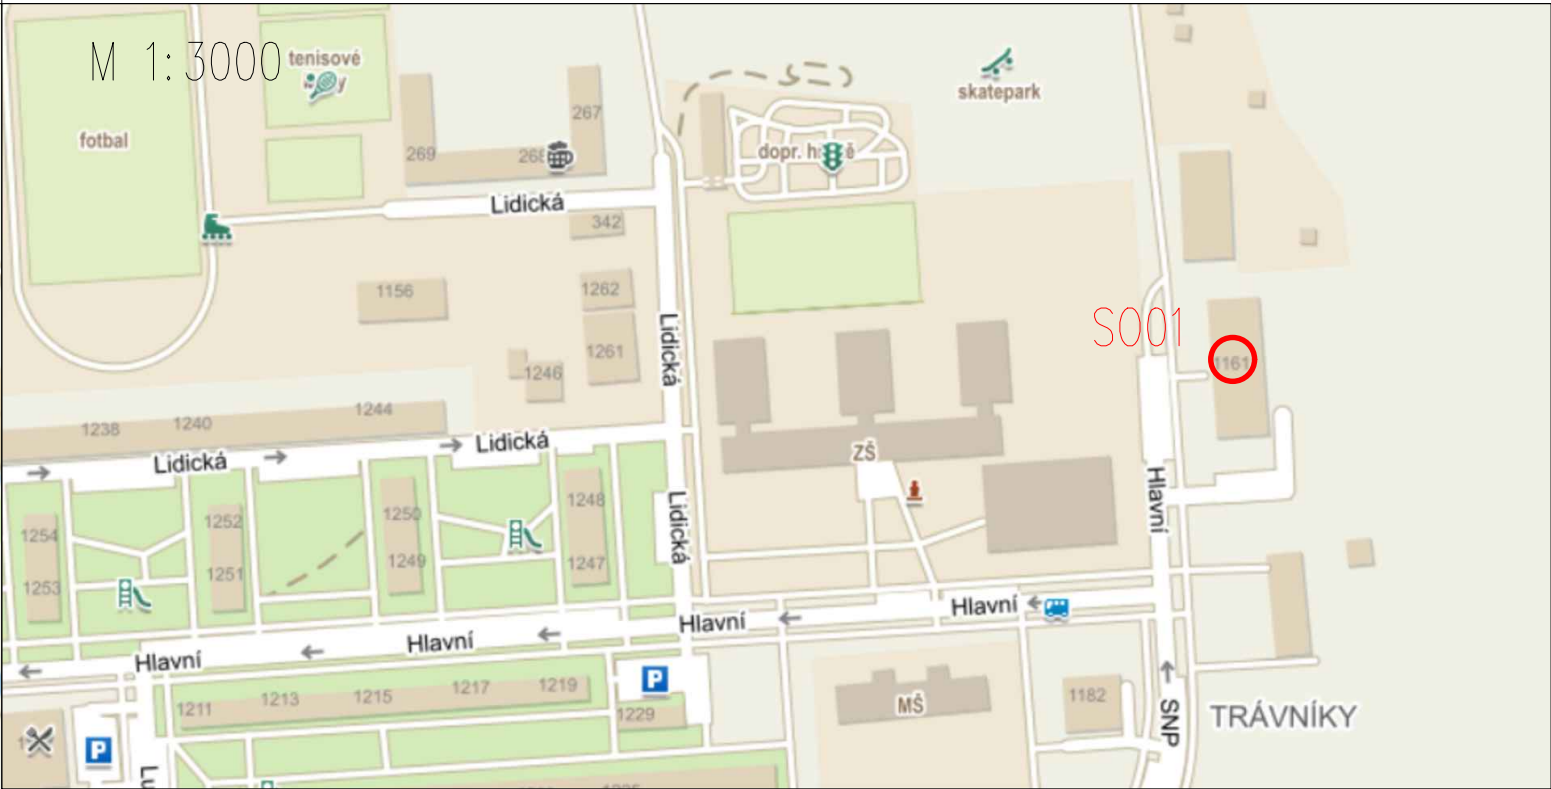 M 1:3000
tenisové
y
fotbal
skatepark
267
269
268
dopr. h
ě
Lidická
342
1156
1262
S001
Lidická
1261
1161
1246
1244
1240
1238
Lidická
Lidická
ZŠ
Hlavní
1248
1250
1252
1254
Lidická
1249
1247
1251
1253
Hlavní
Hlavní
Hlavní
Hlavní
P
1219
1217
1215
1213
1211
1229
MŠ
1182
SNP
TRÁVNÍKY
P
Lu